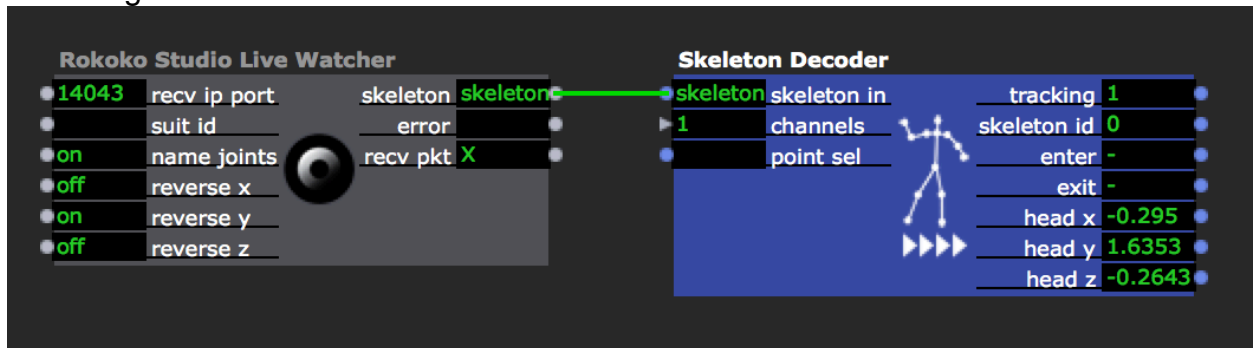 Rokoko Studio Live Watcher
14043 recv ip port skeleton skeleton
suit id error
on name joints recv pkt X
off reverse x
on reverse y
off reverse z
Skeleton Decoder
skeleton skeleton in tracking 1
1 channels skeleton id 0
point sel enter -
exit -
head x -0.295
head y 1.6353
head z -0.2643